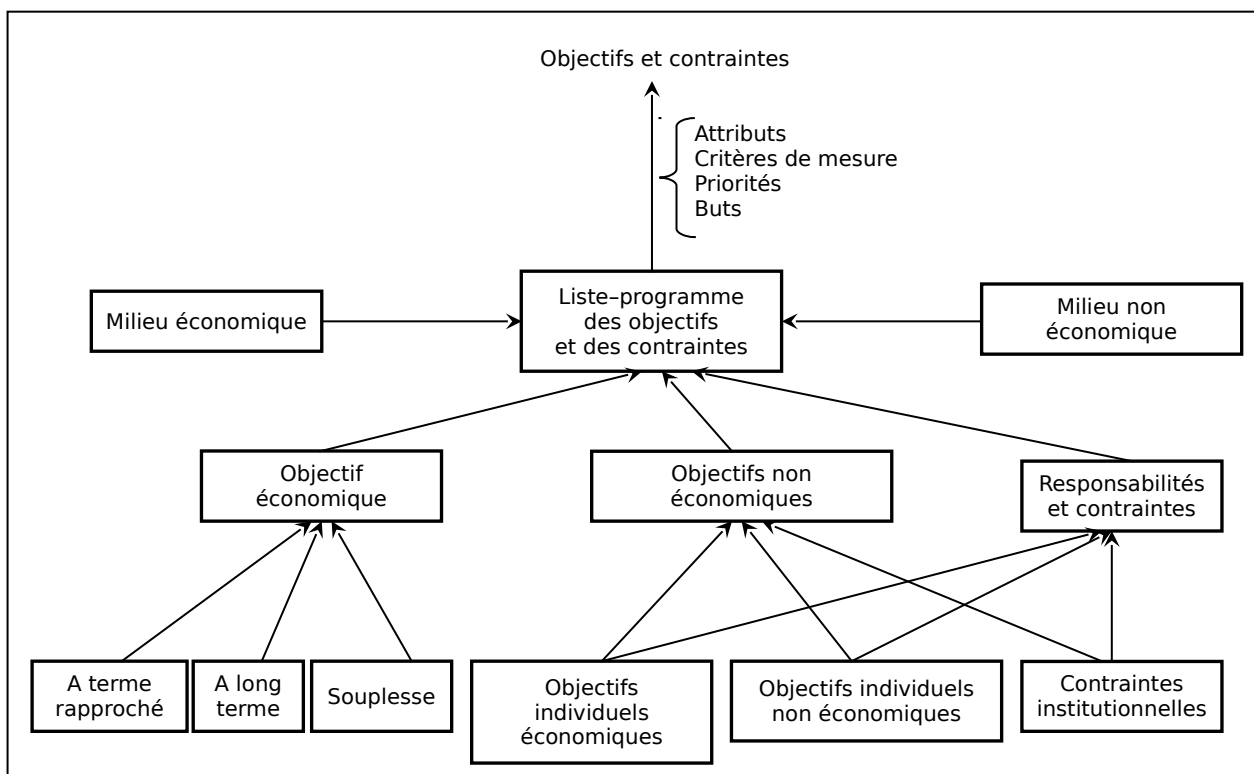 Objectifs et contraintes
Attributs
Critères de mesure
Priorités
Buts
Milieu économique
Liste–programme
des objectifs
et des contraintes
Milieu non
économique
Objectif
économique
Objectifs non
économiques
Responsabilités
et contraintes
A terme
rapproché
A long
terme
Souplesse
Objectifs
individuels
économiques
Objectifs individuels
non économiques
Contraintes
institutionnelles